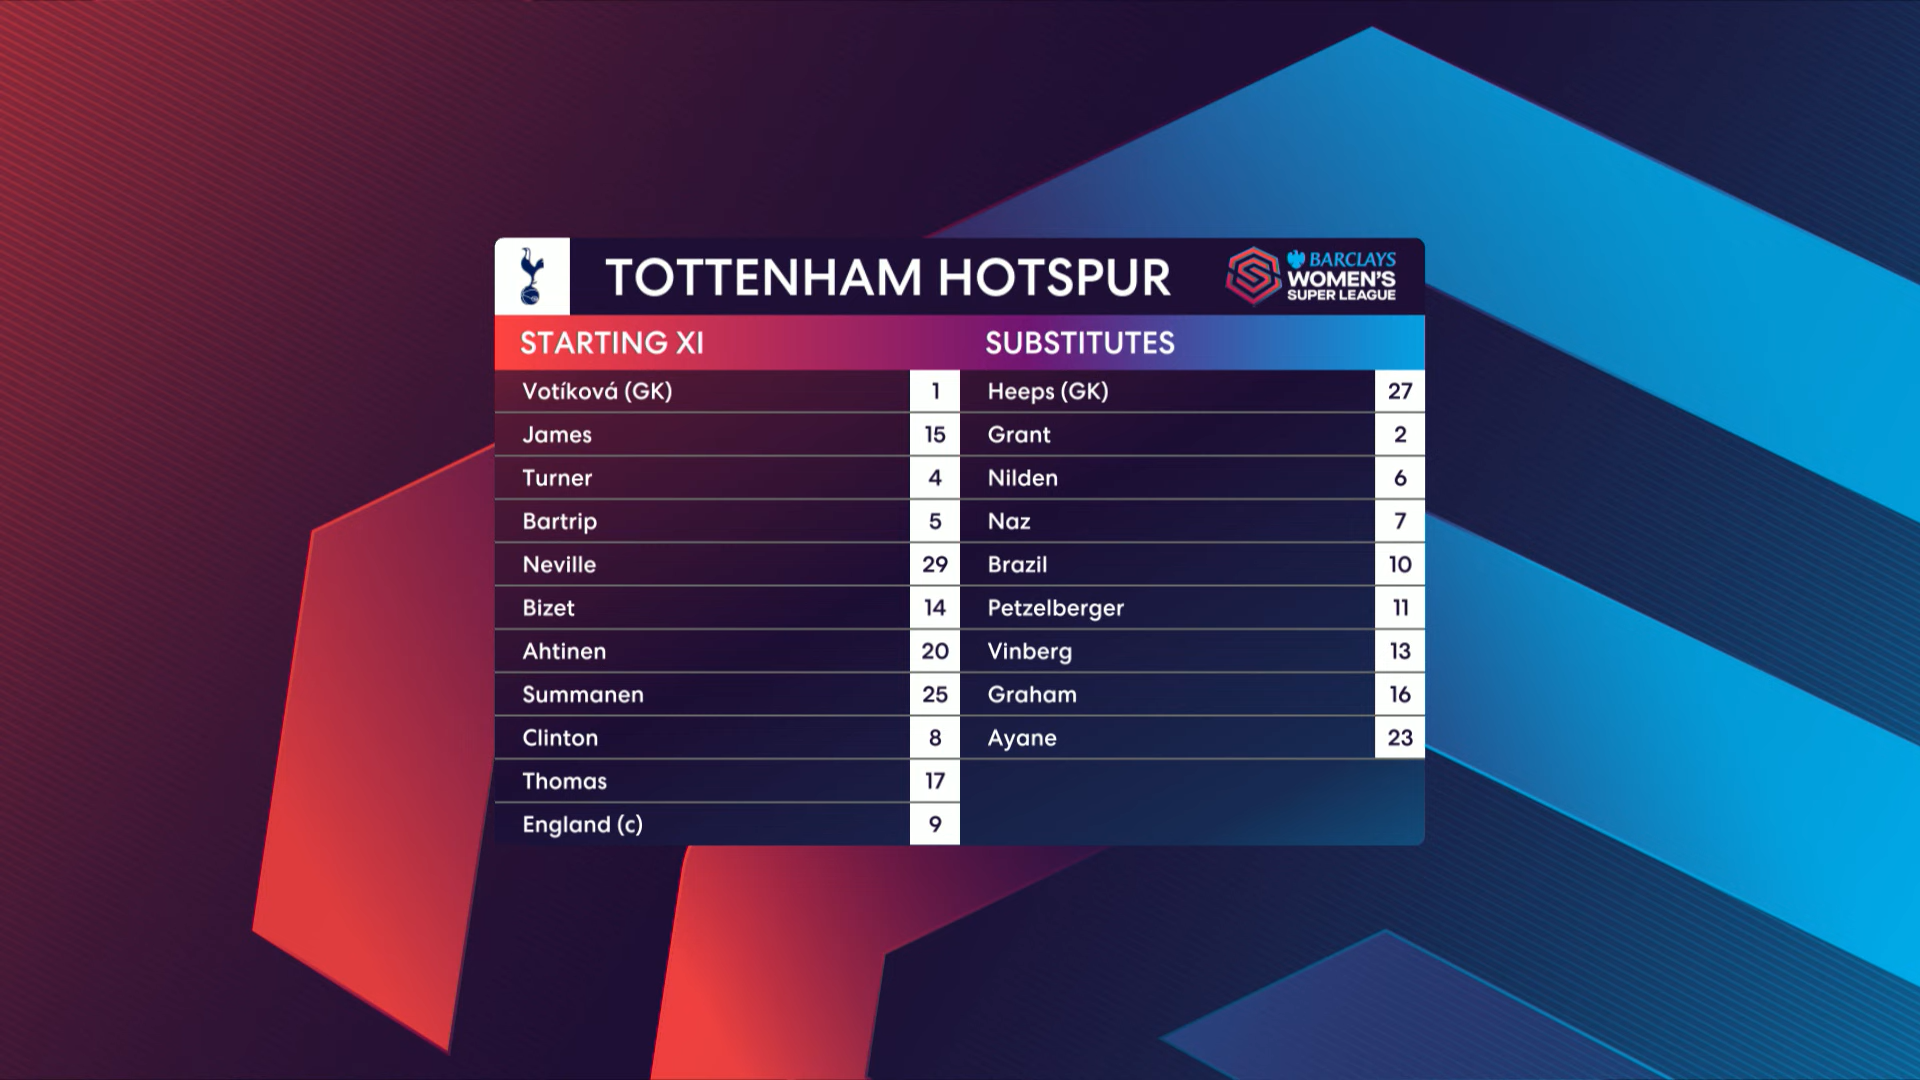 TOTTENHAM HOTSPUR
BARCLAYS
WOMEN'S
SUPER LEAGUE
STARTING XI
Votíková (GK) 1
James 15
Turner 4
Bartrip 5
Neville 29
Bizet 14
Ahtinen 20
Summanen 25
Clinton 8
Thomas 17
England (c) 9
SUBSTITUTES
Heeps (GK) 27
Grant 2
Nilden 6
Naz 7
Brazil 10
Petzelberger 11
Vinberg 13
Graham 16
Ayane 23